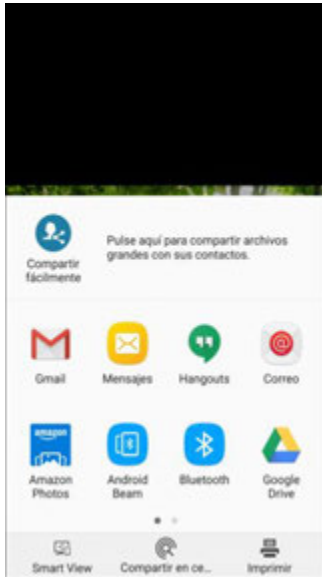 Pulse aquí para compartir archivos
grandes con sus contactos.
Compartir
fácilmente
Gmail
Mensajes
Hangouts
Correo
amazon
Amazon
Photos
Android
Beam
Bluetooth
Google
Drive
Smart View
Compartir en ce...
Imprimir